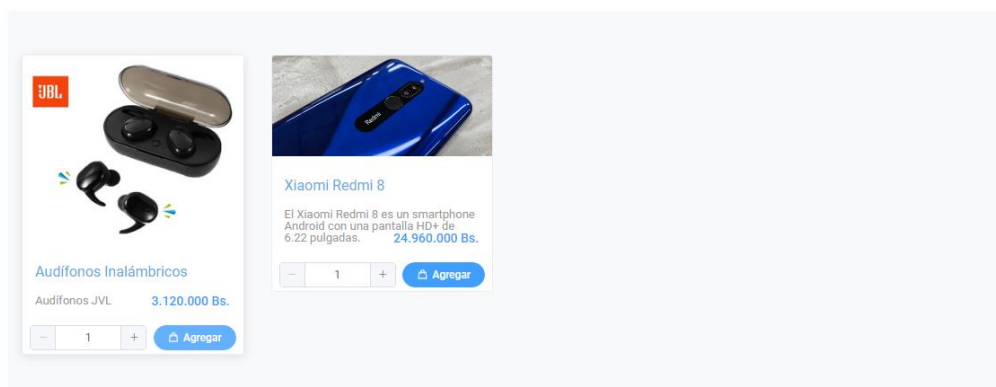 JBL
Audífonos Inalámbricos
Audífonos JVL 3.120.000 Bs.
− 1 + Agregar
Redmi
Xiaomi Redmi 8
El Xiaomi Redmi 8 es un smartphone
Android con una pantalla HD+ de
6.22 pulgadas. 24.960.000 Bs.
− 1 + Agregar